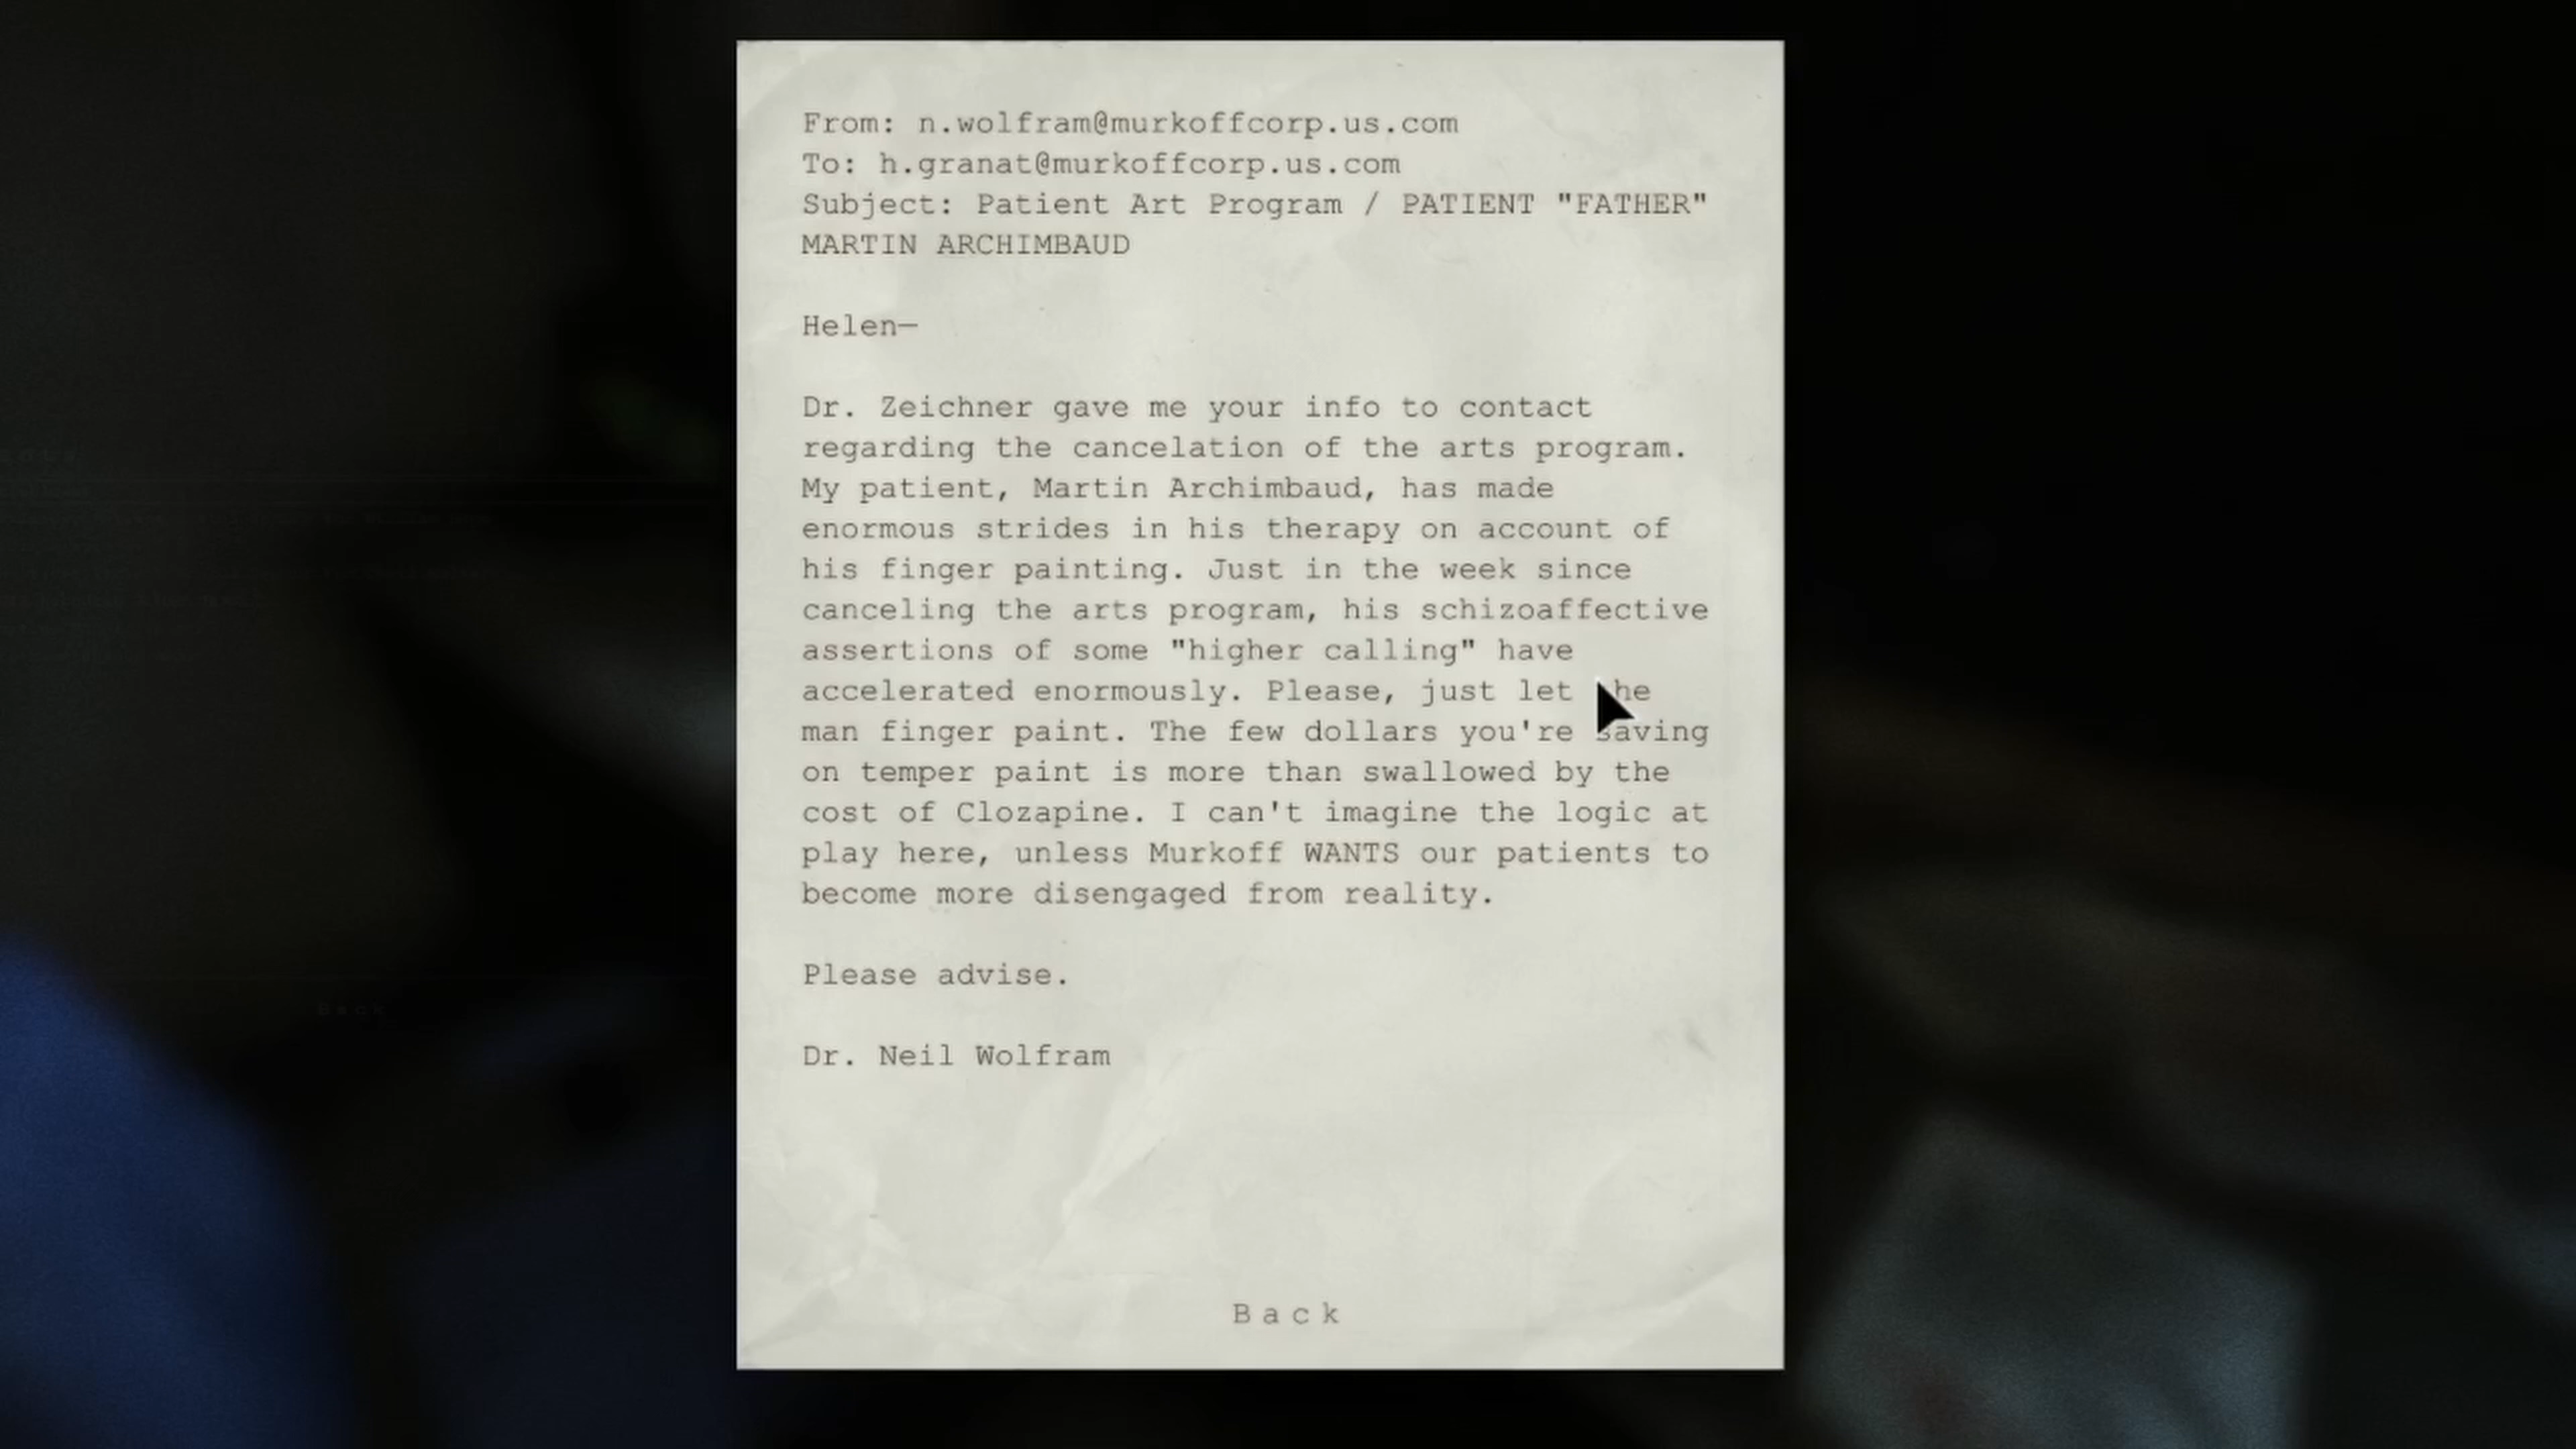 From: n.wolfram@murkoffcorp.us.com
To: h.granat@murkoffcorp.us.com
Subject: Patient Art Program / PATIENT "FATHER"
MARTIN ARCHIMBAUD
Helen—
Dr. Zeichner gave me your info to contact
regarding the cancelation of the arts program.
My patient, Martin Archimbaud, has made
enormous strides in his therapy on account of
his finger painting. Just in the week since
canceling the arts program, his schizoaffective
assertions of some "higher calling" have
accelerated enormously. Please, just let the
man finger paint. The few dollars you're saving
on temper paint is more than swallowed by the
cost of Clozapine. I can't imagine the logic at
play here, unless Murkoff WANTS our patients to
become more disengaged from reality.
Please advise.
Dr. Neil Wolfram
Back